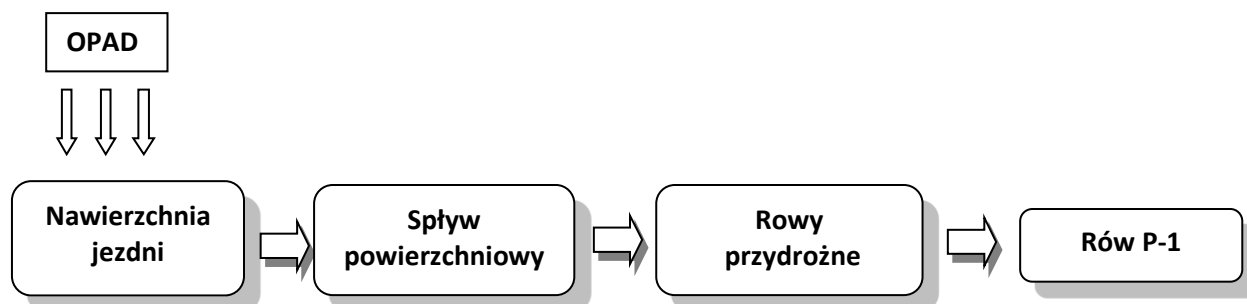 OPAD
Nawierzchnia
jezdni
Spływ
powierzchniowy
Rowy
przydrożne
Rów P-1